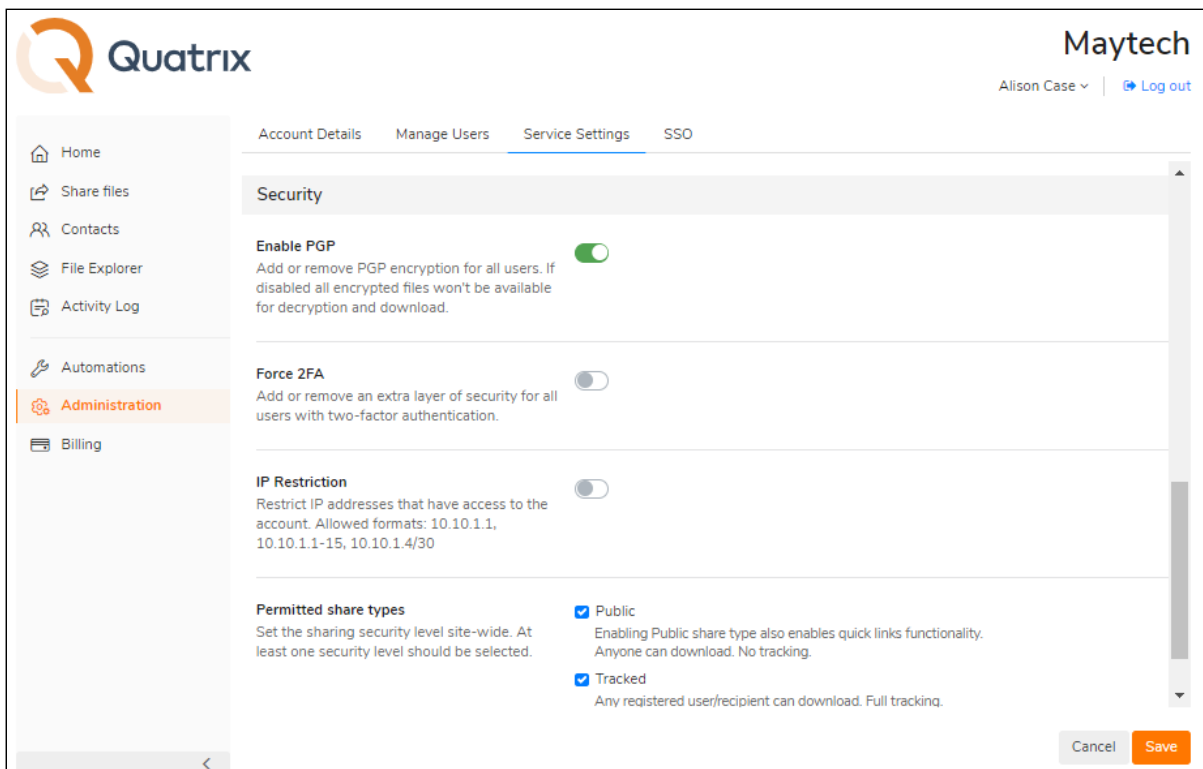 Quatrix
Maytech
Alison Case
Log out
Home
Share files
Contacts
File Explorer
Activity Log
Automations
Administration
Billing
Account Details
Manage Users
Service Settings
SSO
Security
Enable PGP
Add or remove PGP encryption for all users. If
disabled all encrypted files won't be available
for decryption and download.
Force 2FA
Add or remove an extra layer of security for all
users with two-factor authentication.
IP Restriction
Restrict IP addresses that have access to the
account. Allowed formats: 10.10.1.1,
10.10.1.1-15, 10.10.1.4/30
Permitted share types
Set the sharing security level site-wide. At
least one security level should be selected.
Public
Enabling Public share type also enables quick links functionality.
Anyone can download. No tracking.
Tracked
Any registered user/recipient can download. Full tracking.
Cancel
Save